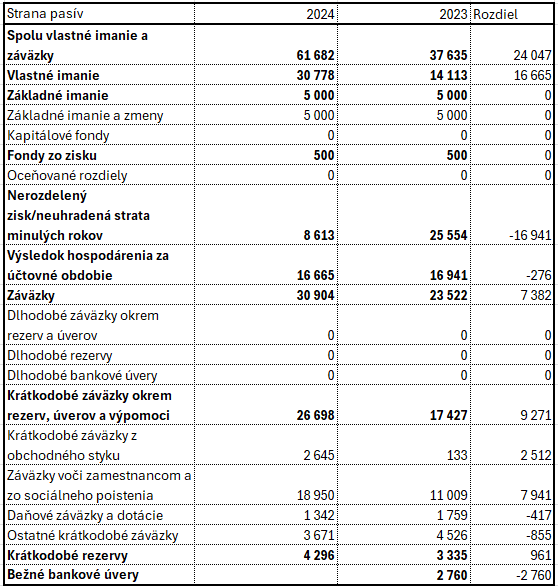 Strana pasív 2024 2023 Rozdiel
Spolu vlastné imanie a
záväzky 61 682 37 635 24 047
Vlastné imanie 30 778 14 113 16 665
Základné imanie 5 000 5 000 0
Základné imanie a zmeny 5 000 5 000 0
Kapitálové fondy 0 0 0
Fondy zo zisku 500 500 0
Oceňované rozdiely 0 0 0
Nerozdelený
zisk/neuhradená strata
minulých rokov 8 613 25 554 -16 941
Výsledok hospodárenia za
účtovné obdobie 16 665 16 941 -276
Záväzky 30 904 23 522 7 382
Dlhodobé záväzky okrem
rezerv a úverov 0 0 0
Dlhodobé rezervy 0 0 0
Dlhodobé bankové úvery 0 0 0
Krátkodobé záväzky okrem
rezerv, úverov a výpomoci 26 698 17 427 9 271
Krátkodobé záväzky z
obchodného styku 2 645 133 2 512
Záväzky voči zamestnancom a
zo sociálneho poistenia 18 950 11 009 7 941
Daňové záväzky a dotácie 1 342 1 759 -417
Ostatné krátkodobé záväzky 3 671 4 526 -855
Krátkodobé rezervy 4 296 3 335 961
Bežné bankové úvery 2 760 -2 760